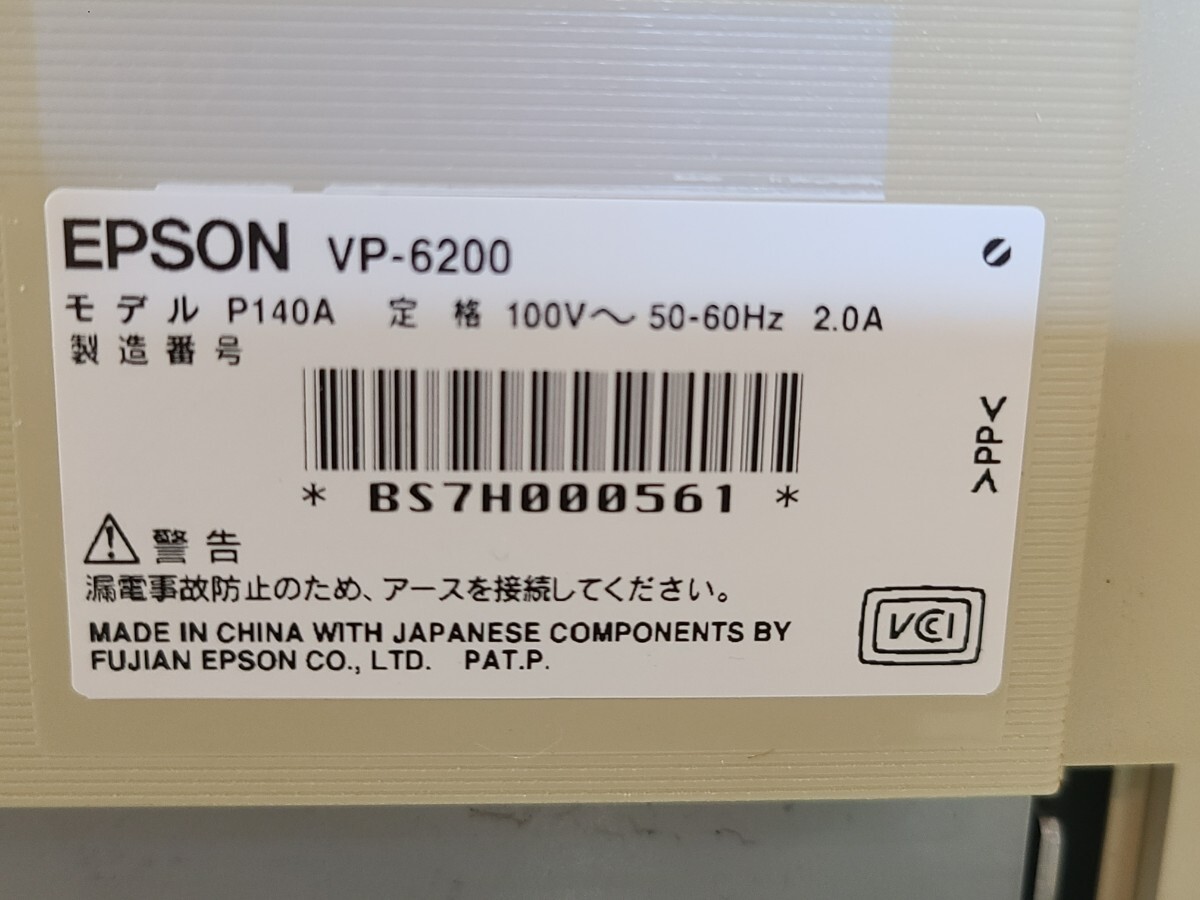 EPSON VP-6200
モデル P140A 定格 100V～ 50-60Hz 2.0A
製造番号
* BS7H000561 *
警告
漏電事故防止のため、アースを接続してください。
MADE IN CHINA WITH JAPANESE COMPONENTS BY
FUJIAN EPSON CO., LTD. PAT.P.
>PP<
VCI